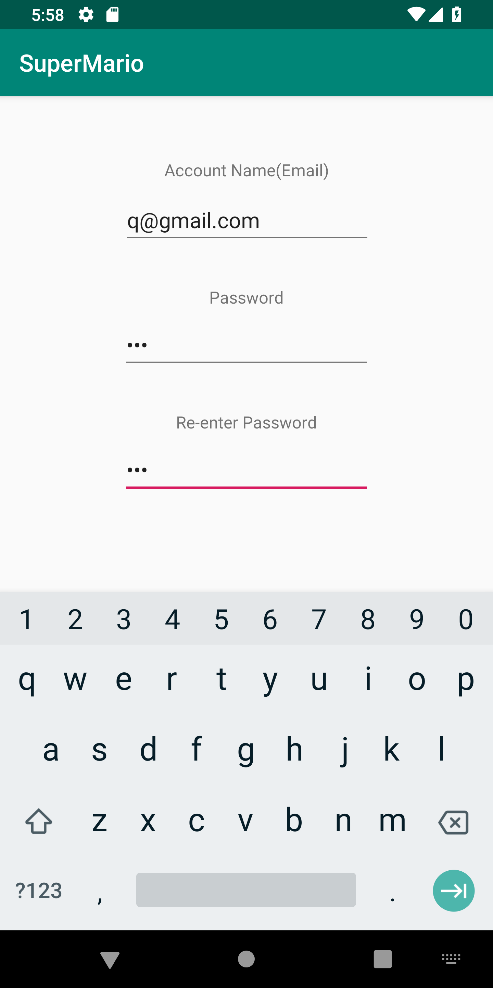 5:58
SuperMario
Account Name(Email)
q@gmail.com
Password
•••
Re-enter Password
•••
1 2 3 4 5 6 7 8 9 0
q w e r t y u i o p
a s d f g h j k l
z x c v b n m
?123 , .